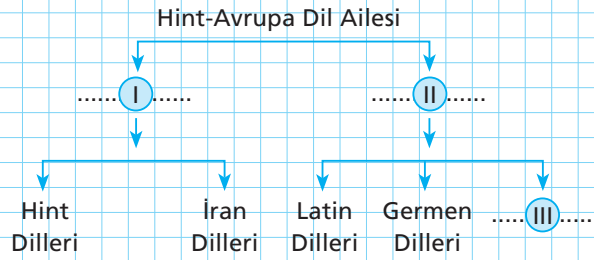 Hint-Avrupa Dil Ailesi
......I...... ......II......
Hint İran Latin Germen .....III.....
Dilleri Dilleri Dilleri Dilleri